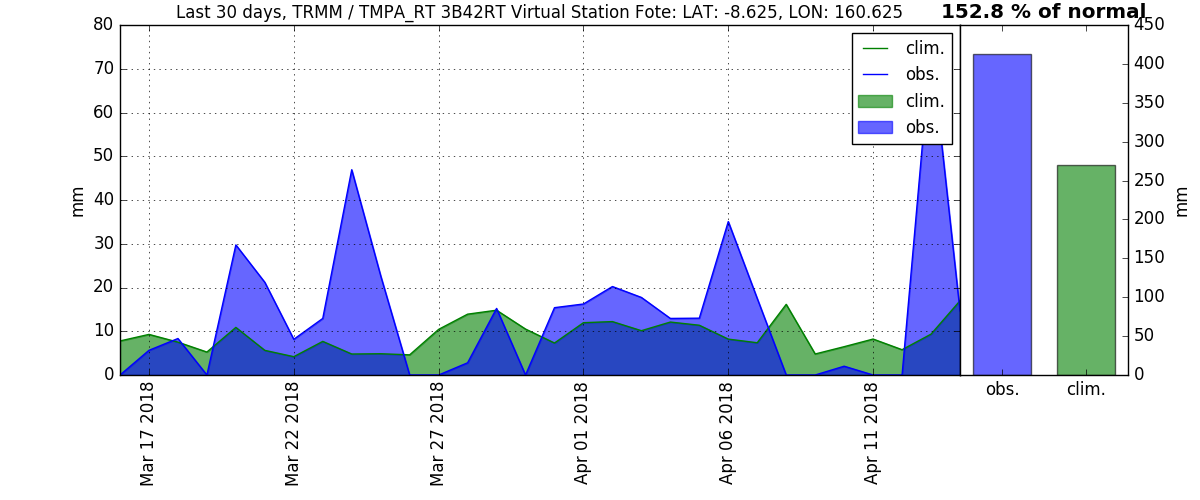 Last 30 days, TRMM / TMPA_RT 3B42RT Virtual Station Fote: LAT: -8.625, LON: 160.625
152.8 % of normal
clim.
obs.
clim.
obs.
mm
80
70
60
50
40
30
20
10
0
Mar 17 2018
Mar 22 2018
Mar 27 2018
Apr 01 2018
Apr 06 2018
Apr 11 2018
450
400
350
300
250
200
150
100
50
0
mm
obs.
clim.